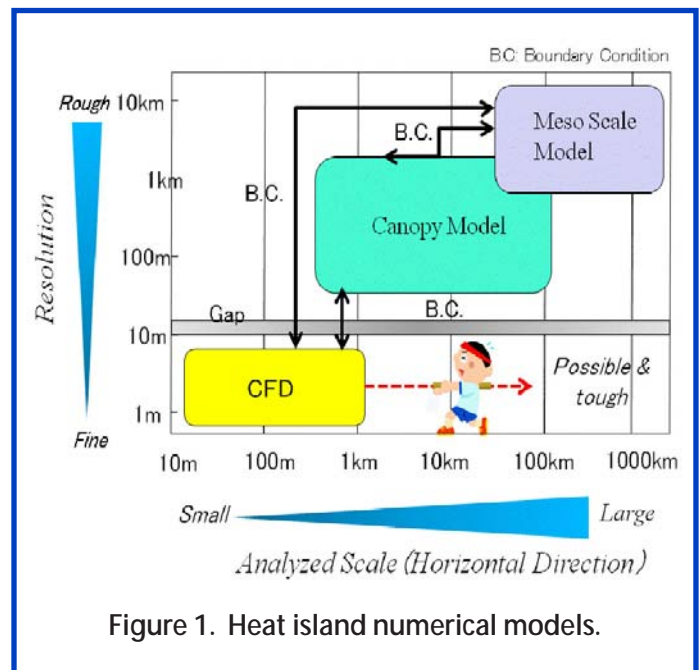 BC: Boundary Condition
Rough
10km
1km
100m
10m
1m
Fine
Resolution
Meso Scale
Model
B.C.
B.C.
Canopy Model
Gap
B.C.
CFD
Possible &
tough
10m 100m 1km 10km 100km 1000km
Small Large
Analyzed Scale (Horizontal Direction)
Figure 1. Heat island numerical models.